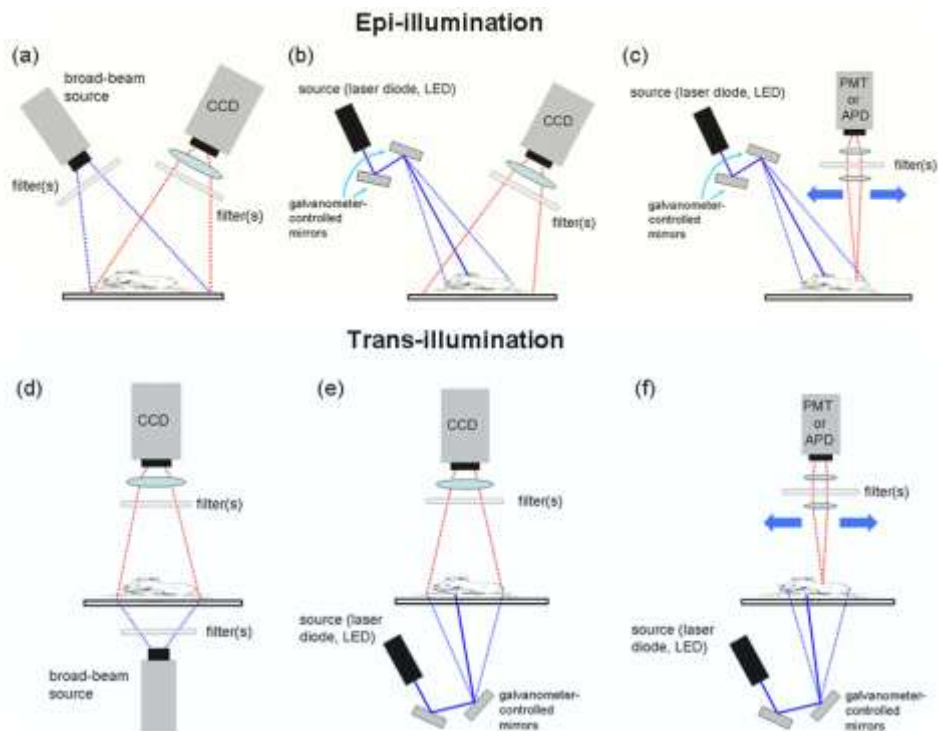 Epi-illumination
(a)
broad-beam
source
CCD
filter(s)
filter(s)
(b)
source (laser diode, LED)
CCD
galvanometer-
controlled
mirrors
filter(s)
(c)
source (laser diode, LED)
PMT
or
APD
filter(s)
galvanometer-
controlled
mirrors
Trans-illumination
(d)
CCD
filter(s)
filter(s)
broad-beam
source
(e)
CCD
filter(s)
source (laser
diode, LED)
galvanometer-
controlled
mirrors
(f)
PMT
or
APD
filter(s)
source (laser
diode, LED)
galvanometer-
controlled
mirrors